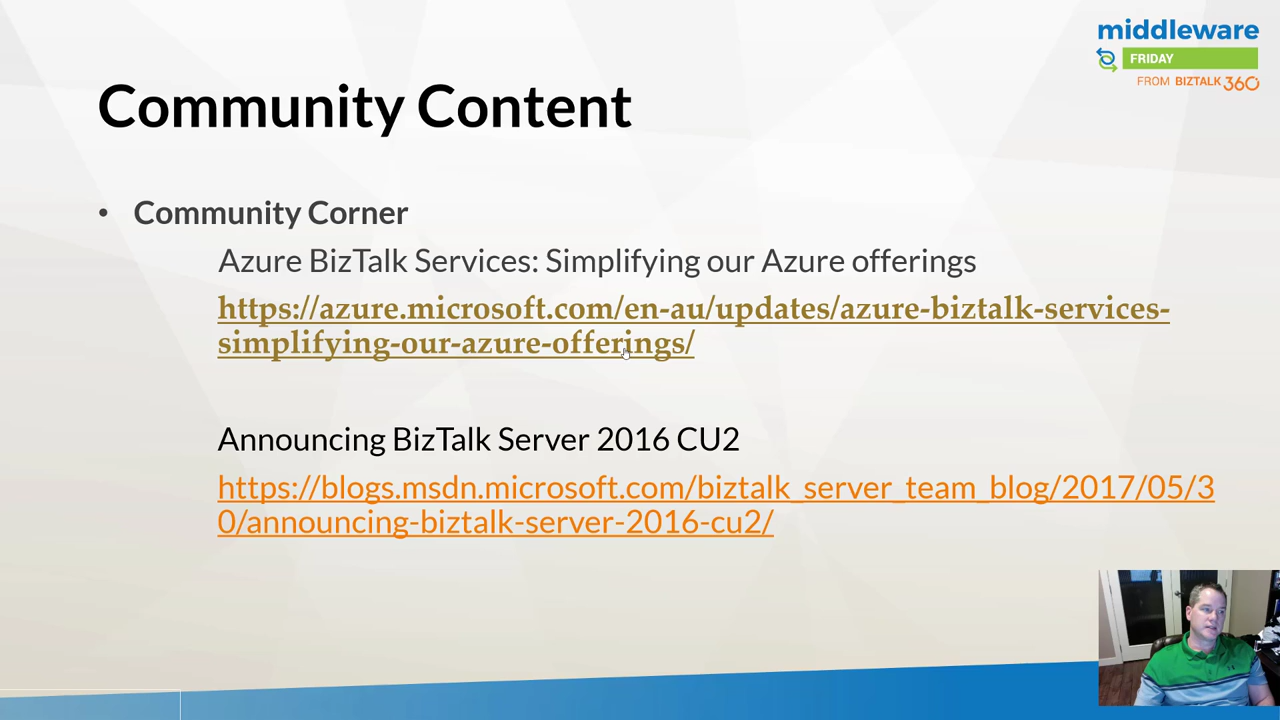 middleware
FRIDAY
FROM BIZTALK 360
Community Content
• Community Corner
Azure BizTalk Services: Simplifying our Azure offerings
https://azure.microsoft.com/en-au/updates/azure-biztalk-services-
simplifying-our-azure-offerings/
Announcing BizTalk Server 2016 CU2
https://blogs.msdn.microsoft.com/biztalk_server_team_blog/2017/05/3
0/announcing-biztalk-server-2016-cu2/